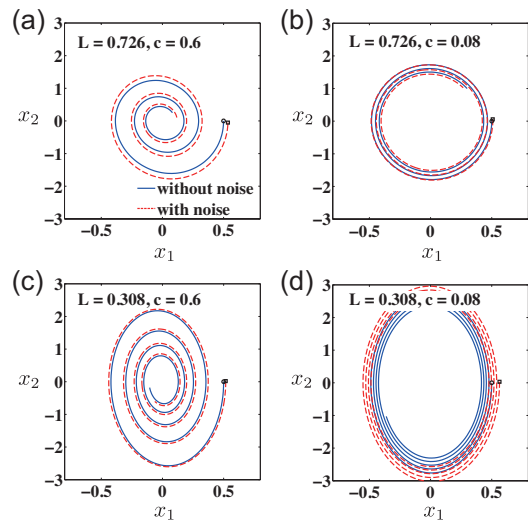 (a)
L = 0.726, c = 0.6
x2
3
2
1
0
-1
-2
-3
without noise
with noise
-0.5 0 0.5
x1
(b)
L = 0.726, c = 0.08
x2
3
2
1
0
-1
-2
-3
-0.5 0 0.5
x1
(c)
L = 0.308, c = 0.6
x2
3
2
1
0
-1
-2
-3
-0.5 0 0.5
x1
(d)
L = 0.308, c = 0.08
x2
3
2
1
0
-1
-2
-3
-0.5 0 0.5
x1